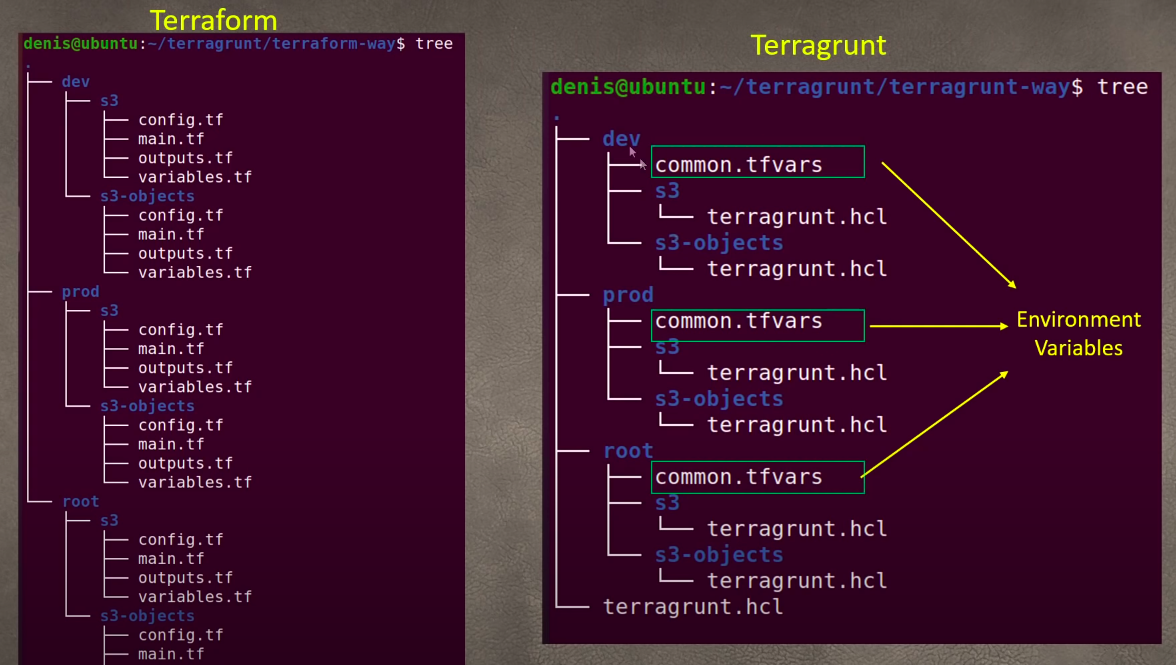 Terraform
denis@ubuntu:~/terragrunt/terraform-way$ tree
.
├── dev
│   ├── s3
│   │   ├── config.tf
│   │   ├── main.tf
│   │   ├── outputs.tf
│   │   └── variables.tf
│   └── s3-objects
│       ├── config.tf
│       ├── main.tf
│       ├── outputs.tf
│       └── variables.tf
├── prod
│   ├── s3
│   │   ├── config.tf
│   │   ├── main.tf
│   │   ├── outputs.tf
│   │   └── variables.tf
│   └── s3-objects
│       ├── config.tf
│       ├── main.tf
│       ├── outputs.tf
│       └── variables.tf
└── root
    ├── s3
    │   ├── config.tf
    │   ├── main.tf
    │   ├── outputs.tf
    │   └── variables.tf
    └── s3-objects
        ├── config.tf
        ├── main.tf
Terragrunt
denis@ubuntu:~/terragrunt/terragrunt-way$ tree
.
├── dev
│   ├── common.tfvars
│   ├── s3
│   │   └── terragrunt.hcl
│   └── s3-objects
│       └── terragrunt.hcl
├── prod
│   ├── common.tfvars
│   ├── s3
│   │   └── terragrunt.hcl
│   └── s3-objects
│       └── terragrunt.hcl
├── root
│   ├── common.tfvars
│   ├── s3
│   │   └── terragrunt.hcl
│   └── s3-objects
│       └── terragrunt.hcl
└── terragrunt.hcl
Environment
Variables